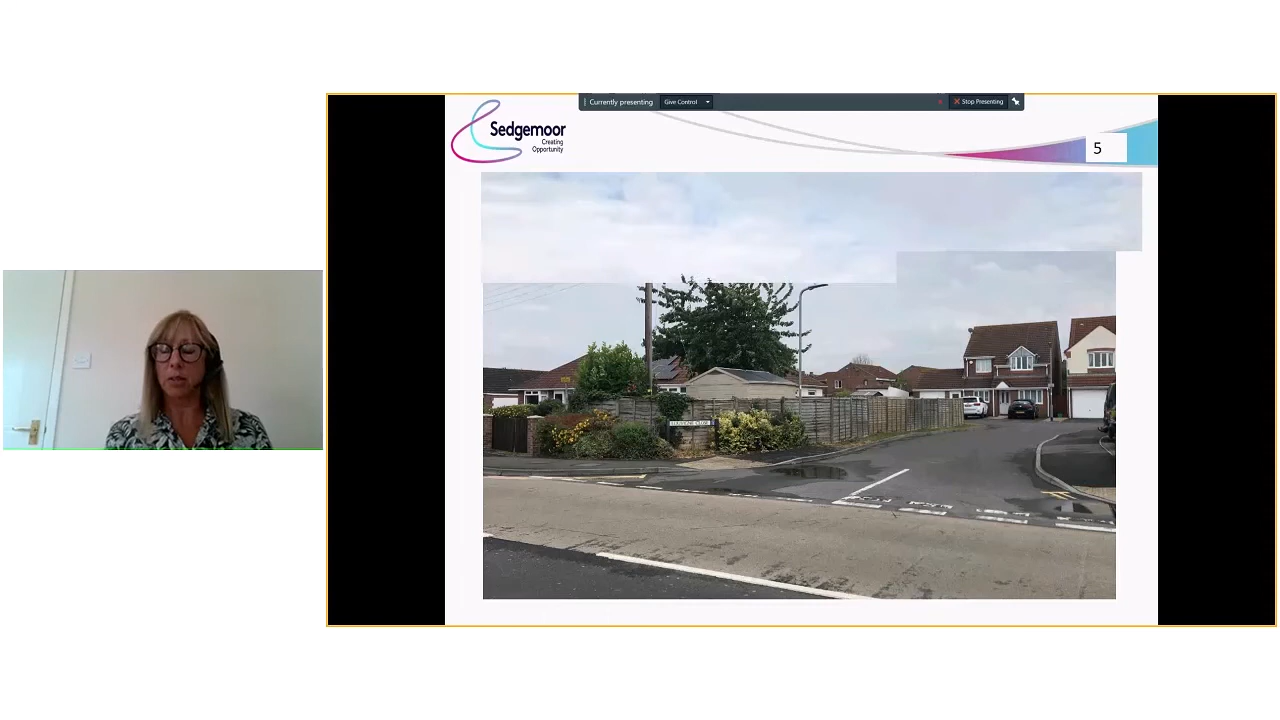 Currently presenting
Give Control
Stop Presenting
Sedgemoor
Creating
Opportunity
5